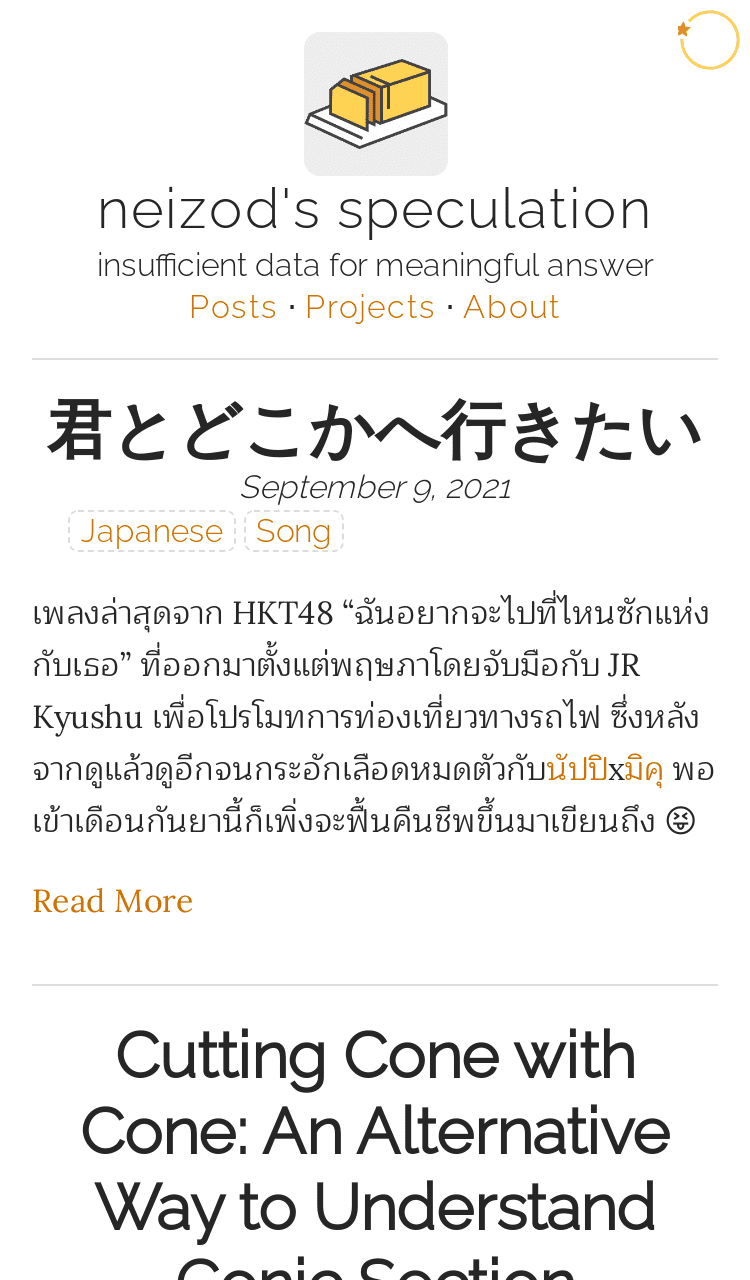 neizod's speculation
insufficient data for meaningful answer
Posts · Projects · About
君とどこかへ行きたい
September 9, 2021
Japanese Song
เพลงล่าสุดจาก HKT48 “ฉันอยากจะไปที่ไหนซักแห่ง
กับเธอ” ที่ออกมาตั้งแต่พฤษภาโดยจับมือกับ JR
Kyushu เพื่อโปรโมทการท่องเที่ยวทางรถไฟ ซึ่งหลัง
จากดูแล้วดูอีกจนกระอักเลือดหมดตัวกับนัปปิxมิคุ พอ
เข้าเดือนกันยานี้ก็เพิ่งจะฟื้นคืนชีพขึ้นมาเขียนถึง 😝
Read More
Cutting Cone with
Cone: An Alternative
Way to Understand
Conic Section